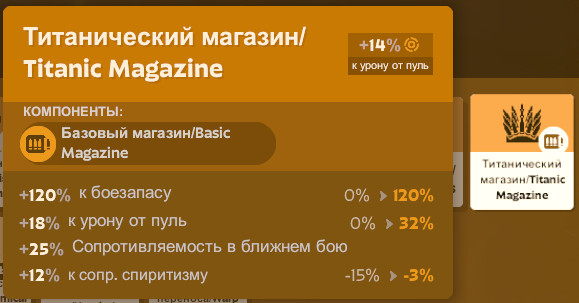 Титанический магазин/
Titanic Magazine
+14%
к урону от пуль
КОМПОНЕНТЫ:
Базовый магазин/Basic
Magazine
+120% к боезапасу 0% 120%
+18% к урону от пуль 0% 32%
+25% Сопротивляемость в ближнем бою
+12% к сопр. спиритизму -15% -3%
Титанический
магазин/Titanic
Magazine